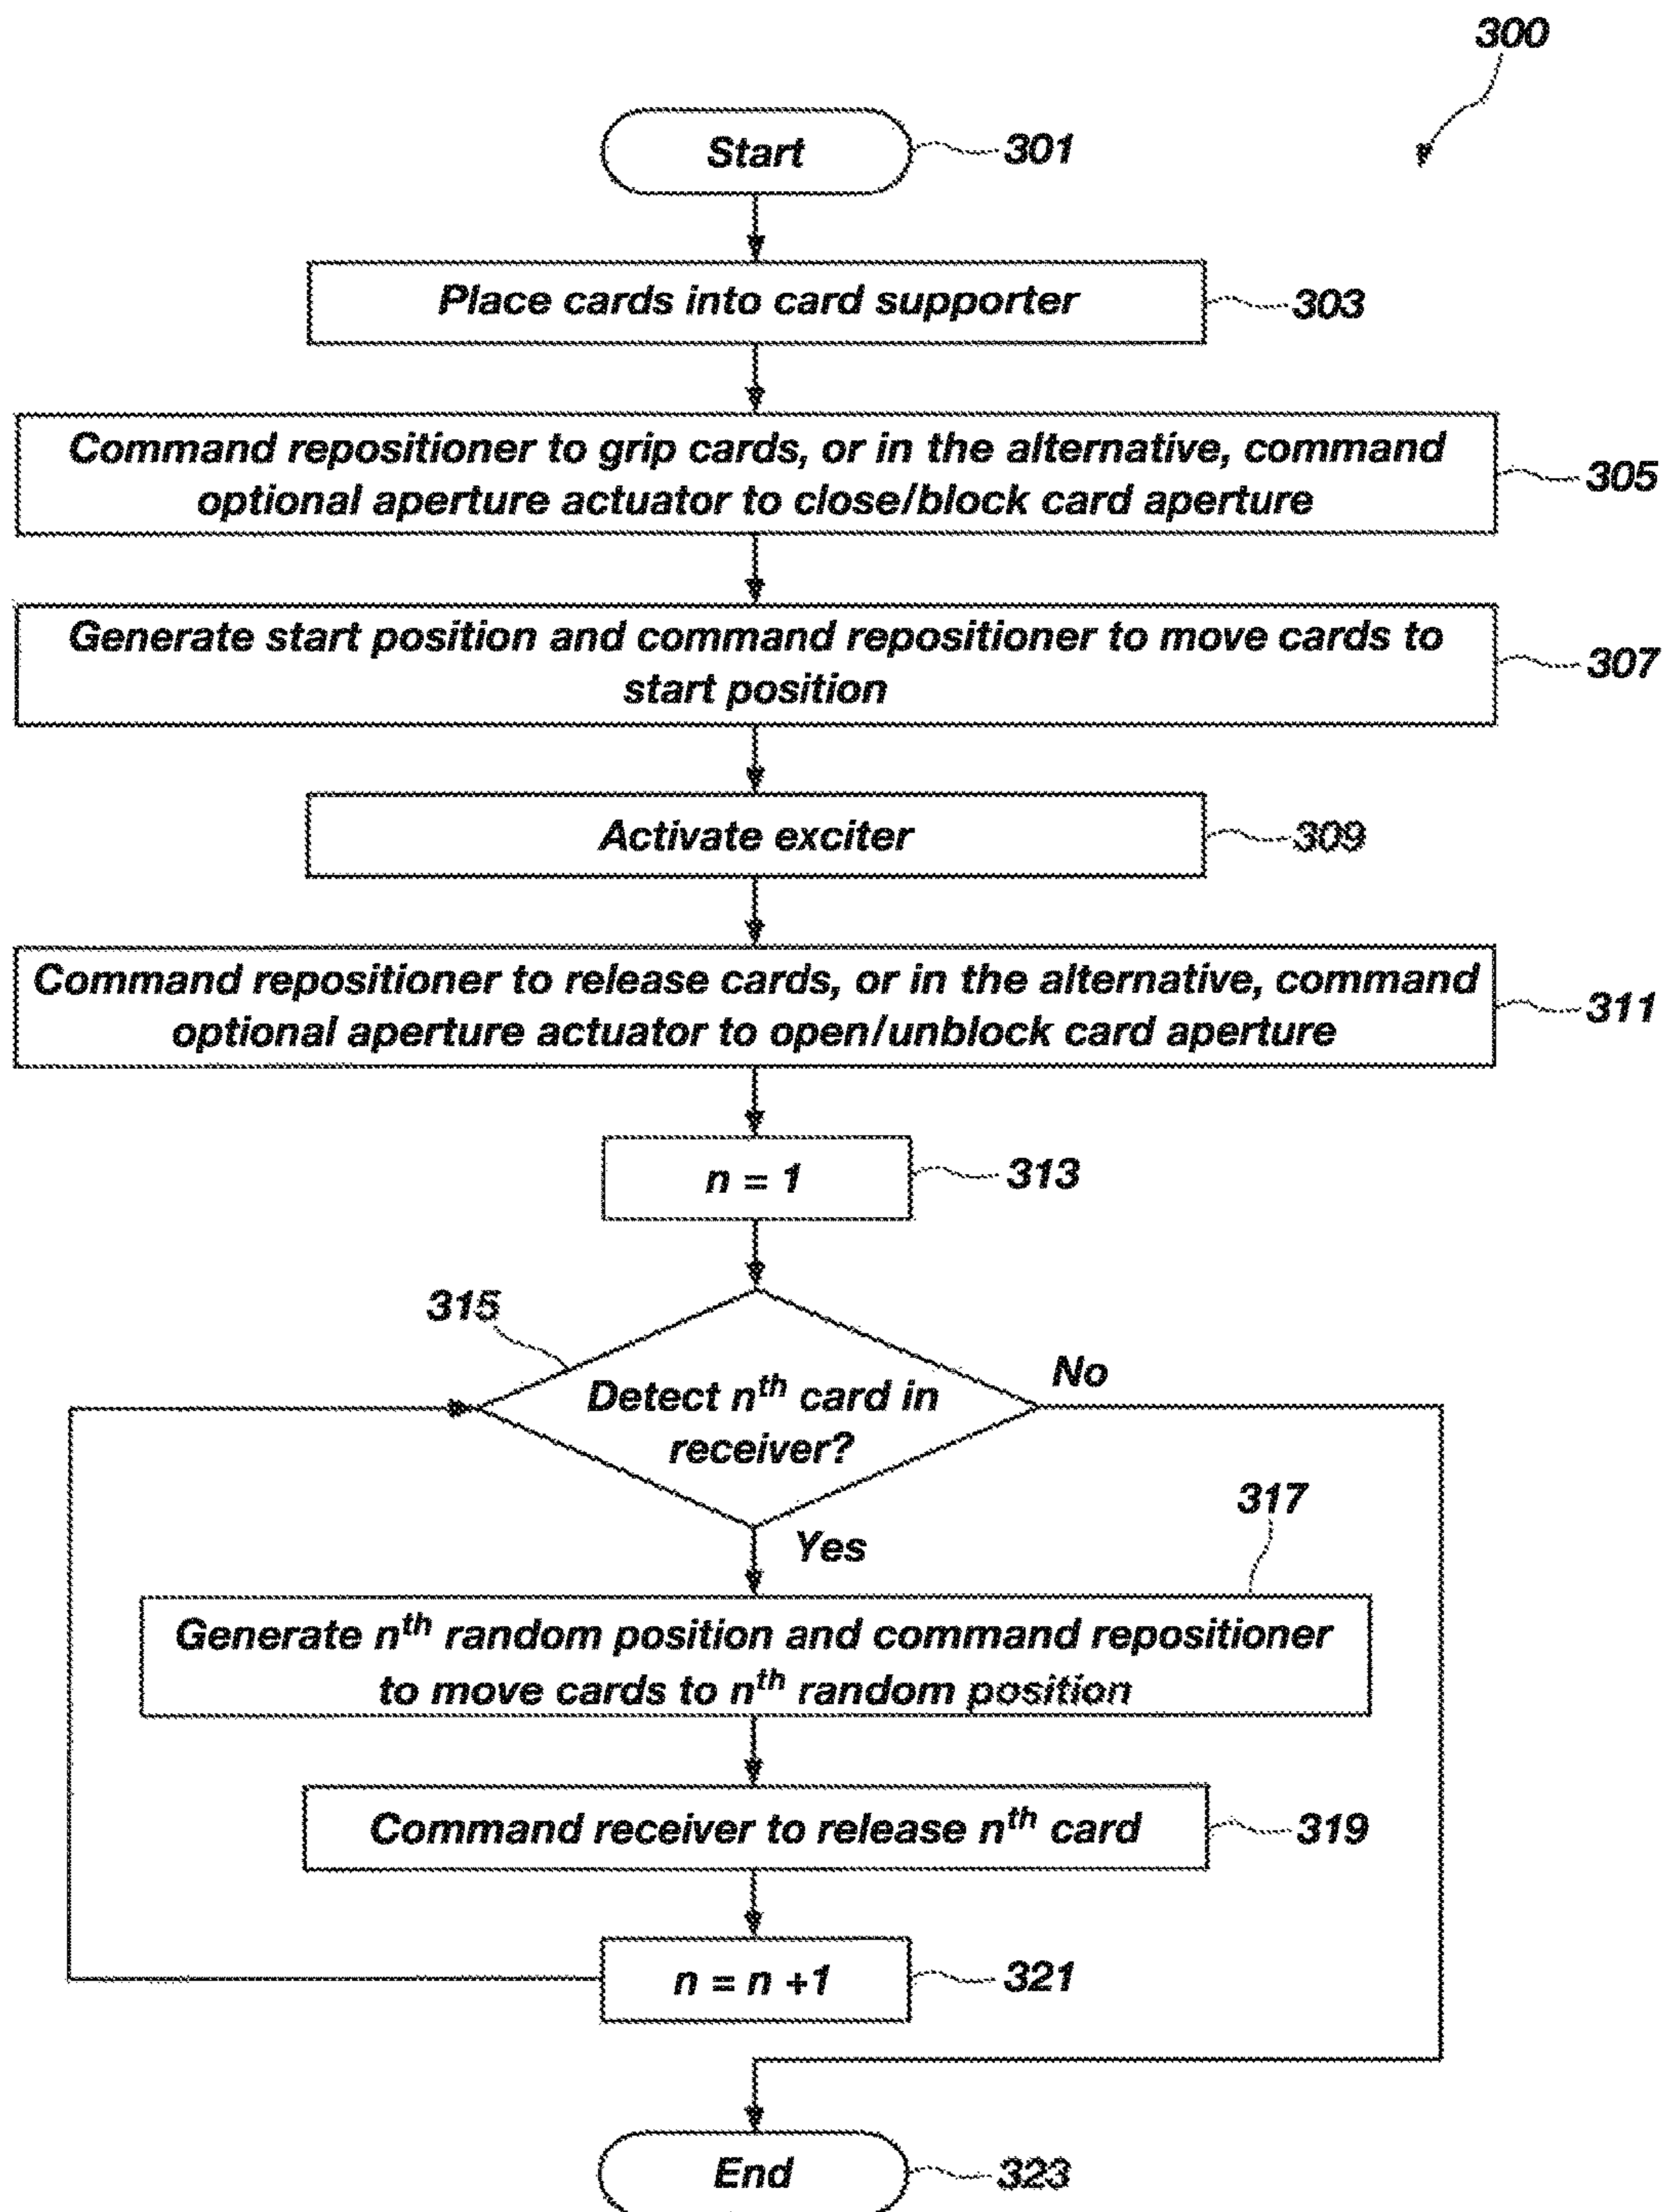 300
Start
301
Place cards into card supporter
303
Command repositioner to grip cards, or in the alternative, command
optional aperture actuator to close/block card aperture
305
Generate start position and command repositioner to move cards to
start position
307
Activate exciter
309
Command repositioner to release cards, or in the alternative, command
optional aperture actuator to open/unblock card aperture
311
n = 1
313
315
Detect nth card in
receiver?
No
Yes
317
Generate nth random position and command repositioner
to move cards to nth random position
Command receiver to release nth card
319
n = n +1
321
End
323